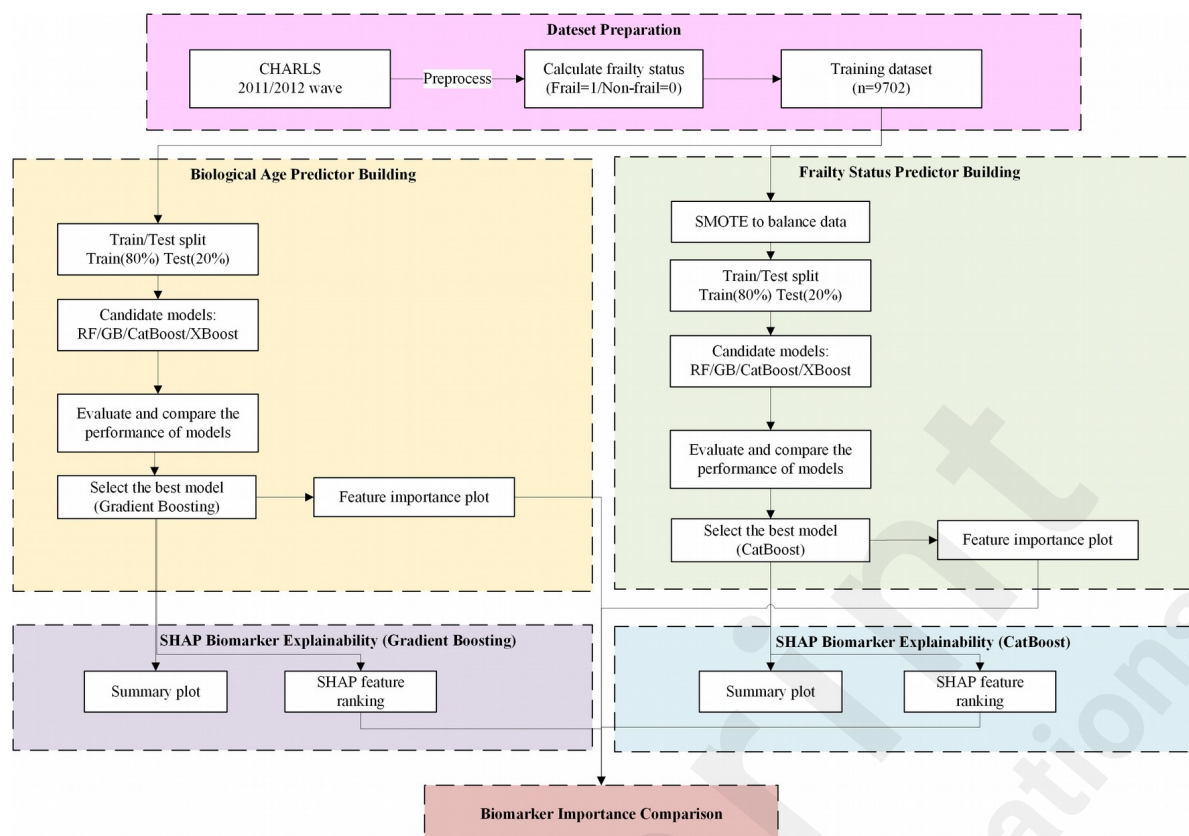 Dateset Preparation
CHARLS
2011/2012 wave
Preprocess
Calculate frailty status
(Frail=1/Non-frail=0)
Training dataset
(n=9702)
Biological Age Predictor Building
Train/Test split
Train(80%) Test(20%)
Candidate models:
RF/GB/CatBoost/XBoost
Evaluate and compare the
performance of models
Select the best model
(Gradient Boosting)
Feature importance plot
Frailty Status Predictor Building
SMOTE to balance data
Train/Test split
Train(80%) Test(20%)
Candidate models:
RF/GB/CatBoost/XBoost
Evaluate and compare the
performance of models
Select the best model
(CatBoost)
Feature importance plot
SHAP Biomarker Explainability (Gradient Boosting)
Summary plot
SHAP feature
ranking
SHAP Biomarker Explainability (CatBoost)
Summary plot
SHAP feature
ranking
Biomarker Importance Comparison